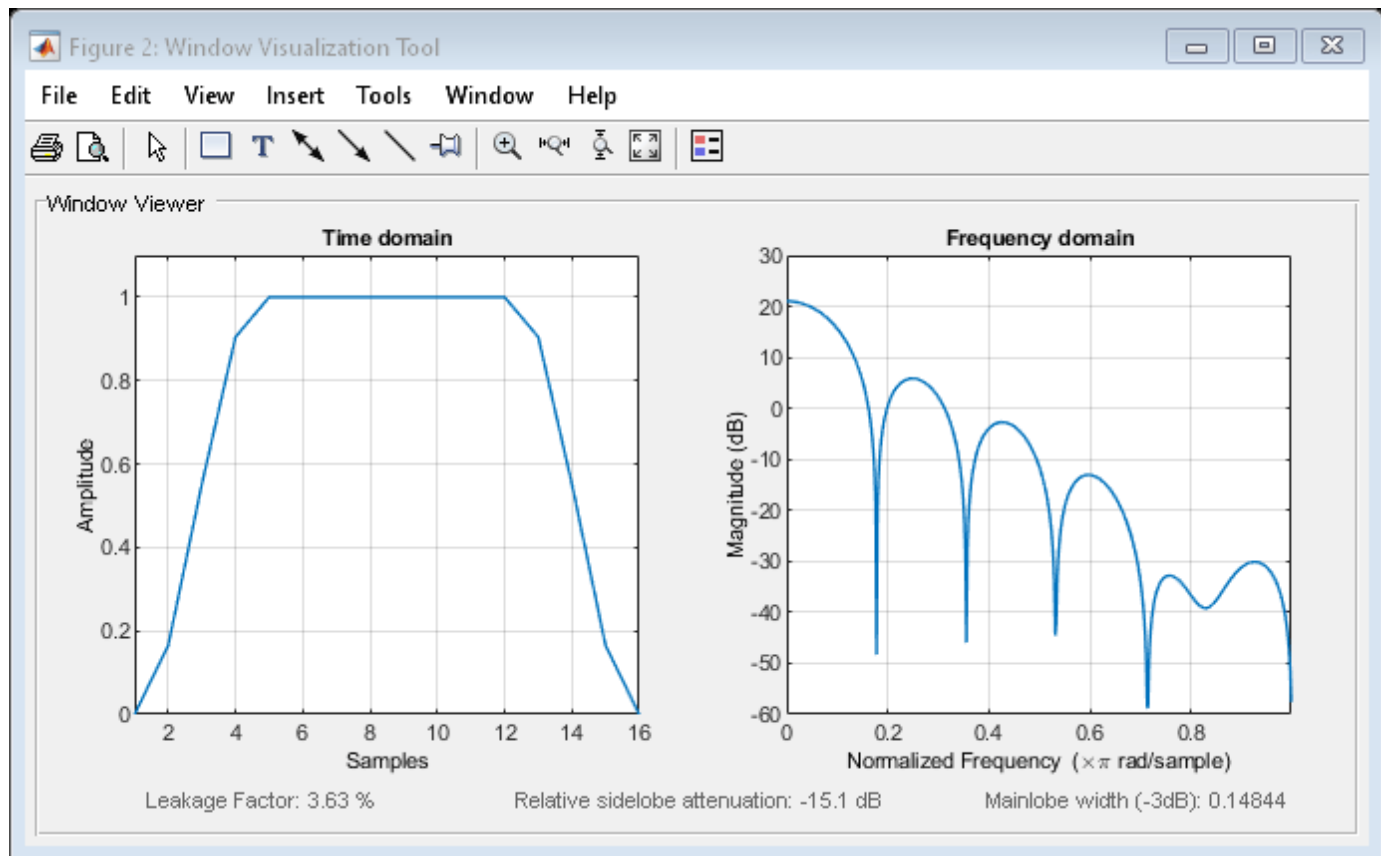 Figure 2: Window Visualization Tool
File Edit View Insert Tools Window Help
T
Window Viewer
Time domain
1
0.8
0.6
0.4
0.2
0
Amplitude
2 4 6 8 10 12 14 16
Samples
Frequency domain
30
20
10
0
-10
-20
-30
-40
-50
-60
Magnitude (dB)
0 0.2 0.4 0.6 0.8
Normalized Frequency (×π rad/sample)
Leakage Factor: 3.63 % Relative sidelobe attenuation: -15.1 dB Mainlobe width (-3dB): 0.14844